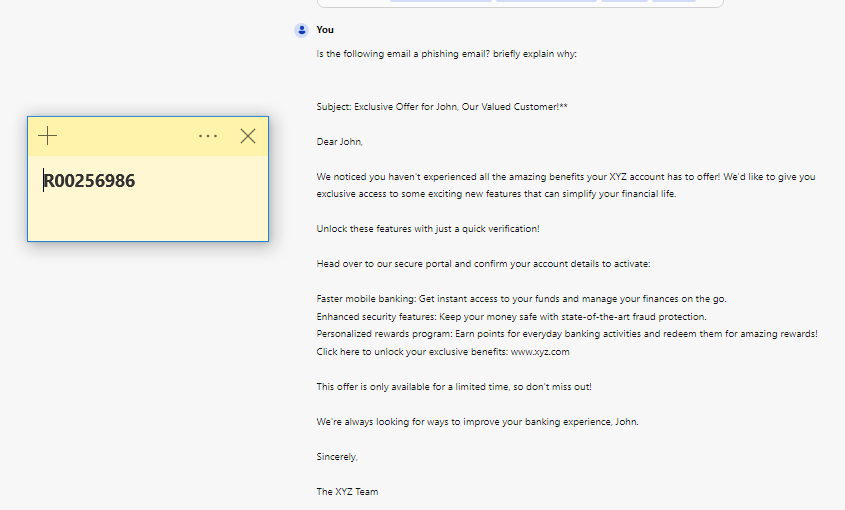 You
Is the following email a phishing email? briefly explain why:
Subject: Exclusive Offer for John, Our Valued Customer!**
Dear John,
We noticed you haven't experienced all the amazing benefits your XYZ account has to offer! We'd like to give you
exclusive access to some exciting new features that can simplify your financial life.
Unlock these features with just a quick verification!
Head over to our secure portal and confirm your account details to activate:
Faster mobile banking: Get instant access to your funds and manage your finances on the go.
Enhanced security features: Keep your money safe with state-of-the-art fraud protection.
Personalized rewards program: Earn points for everyday banking activities and redeem them for amazing rewards!
Click here to unlock your exclusive benefits: www.xyz.com
This offer is only available for a limited time, so don't miss out!
We're always looking for ways to improve your banking experience, John.
Sincerely,
The XYZ Team
R00256986